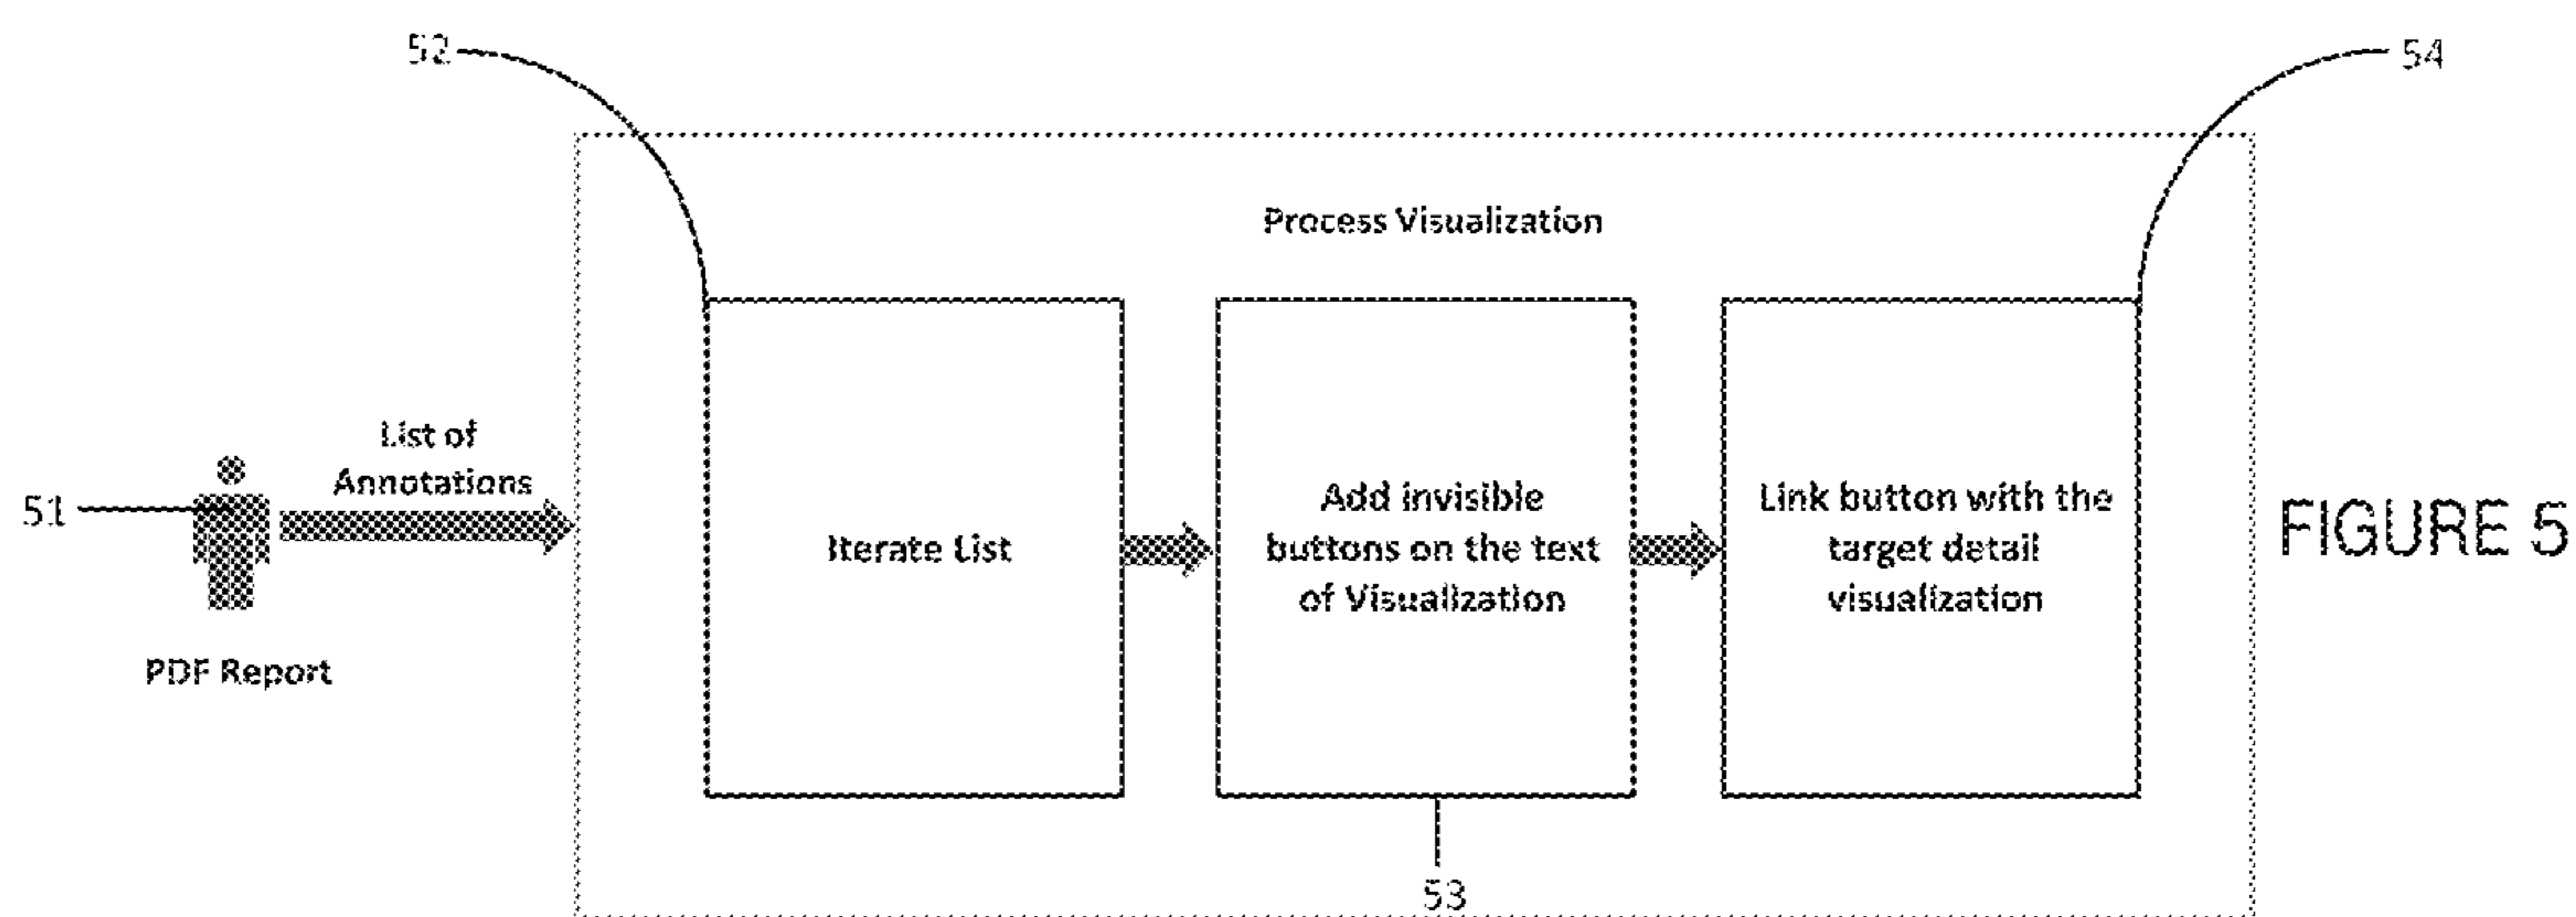 52
54
Process Visualization
List of
Annotations
51
PDF Report
Iterate List
Add invisible
buttons on the text
of Visualization
Link button with the
target detail
visualization
53
FIGURE 5